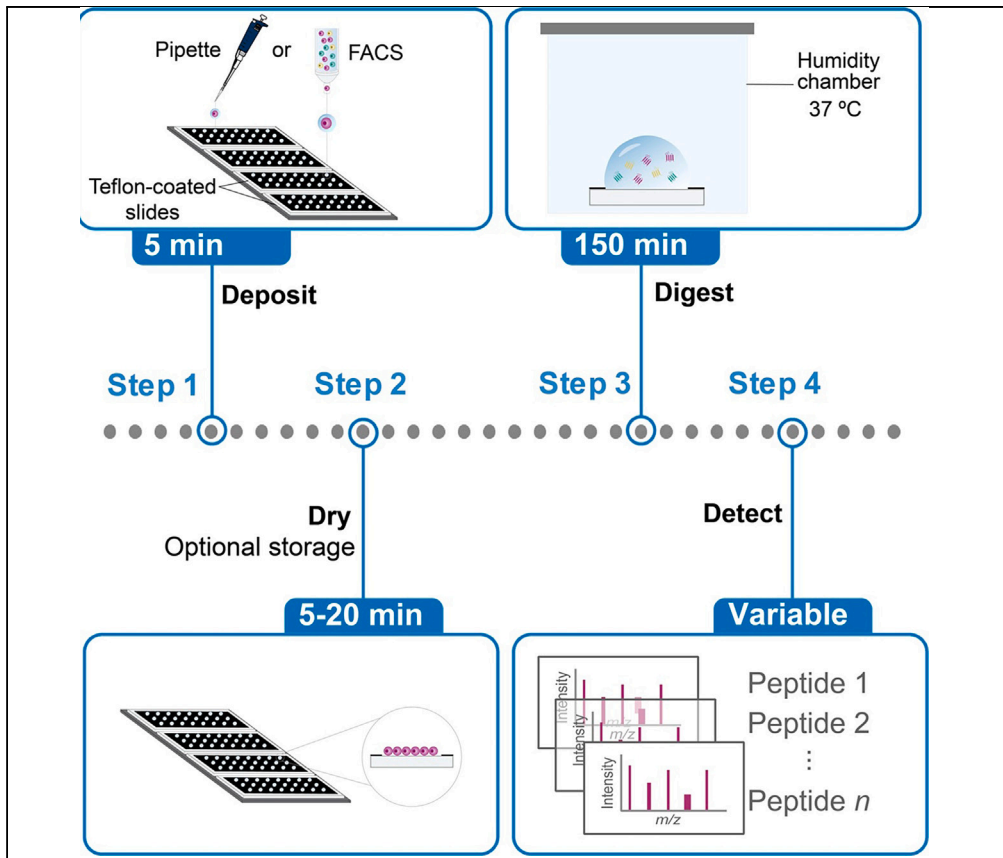 Pipette or FACS
Teflon-coated
slides
5 min
Deposit
Humidity
chamber
37 ºC
150 min
Digest
Step 1
Step 2
Step 3
Step 4
Dry
Optional storage
5-20 min
Detect
Variable
Intensity
m/z
Intensity
m/z
Intensity
m/z
Peptide 1
Peptide 2
⋮
Peptide n